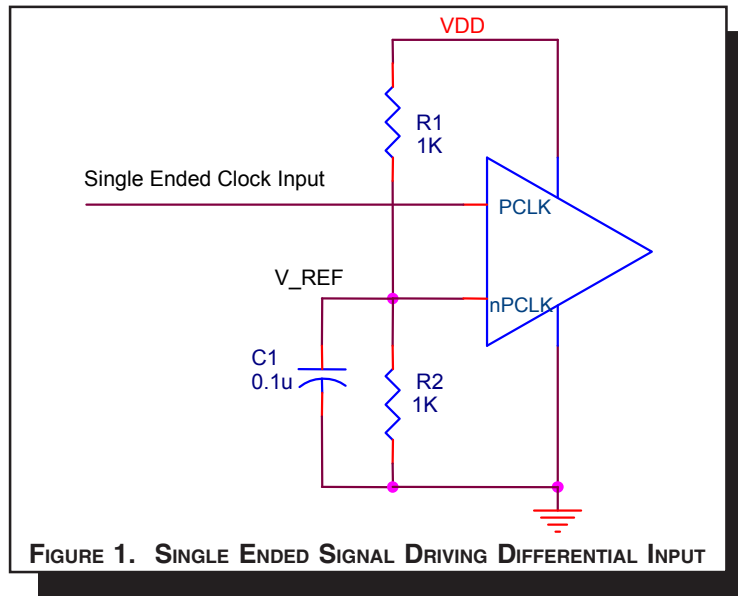 VDD
R1
1K
Single Ended Clock Input
PCLK
V_REF
nPCLK
C1
0.1u
R2
1K
FIGURE 1. SINGLE ENDED SIGNAL DRIVING DIFFERENTIAL INPUT